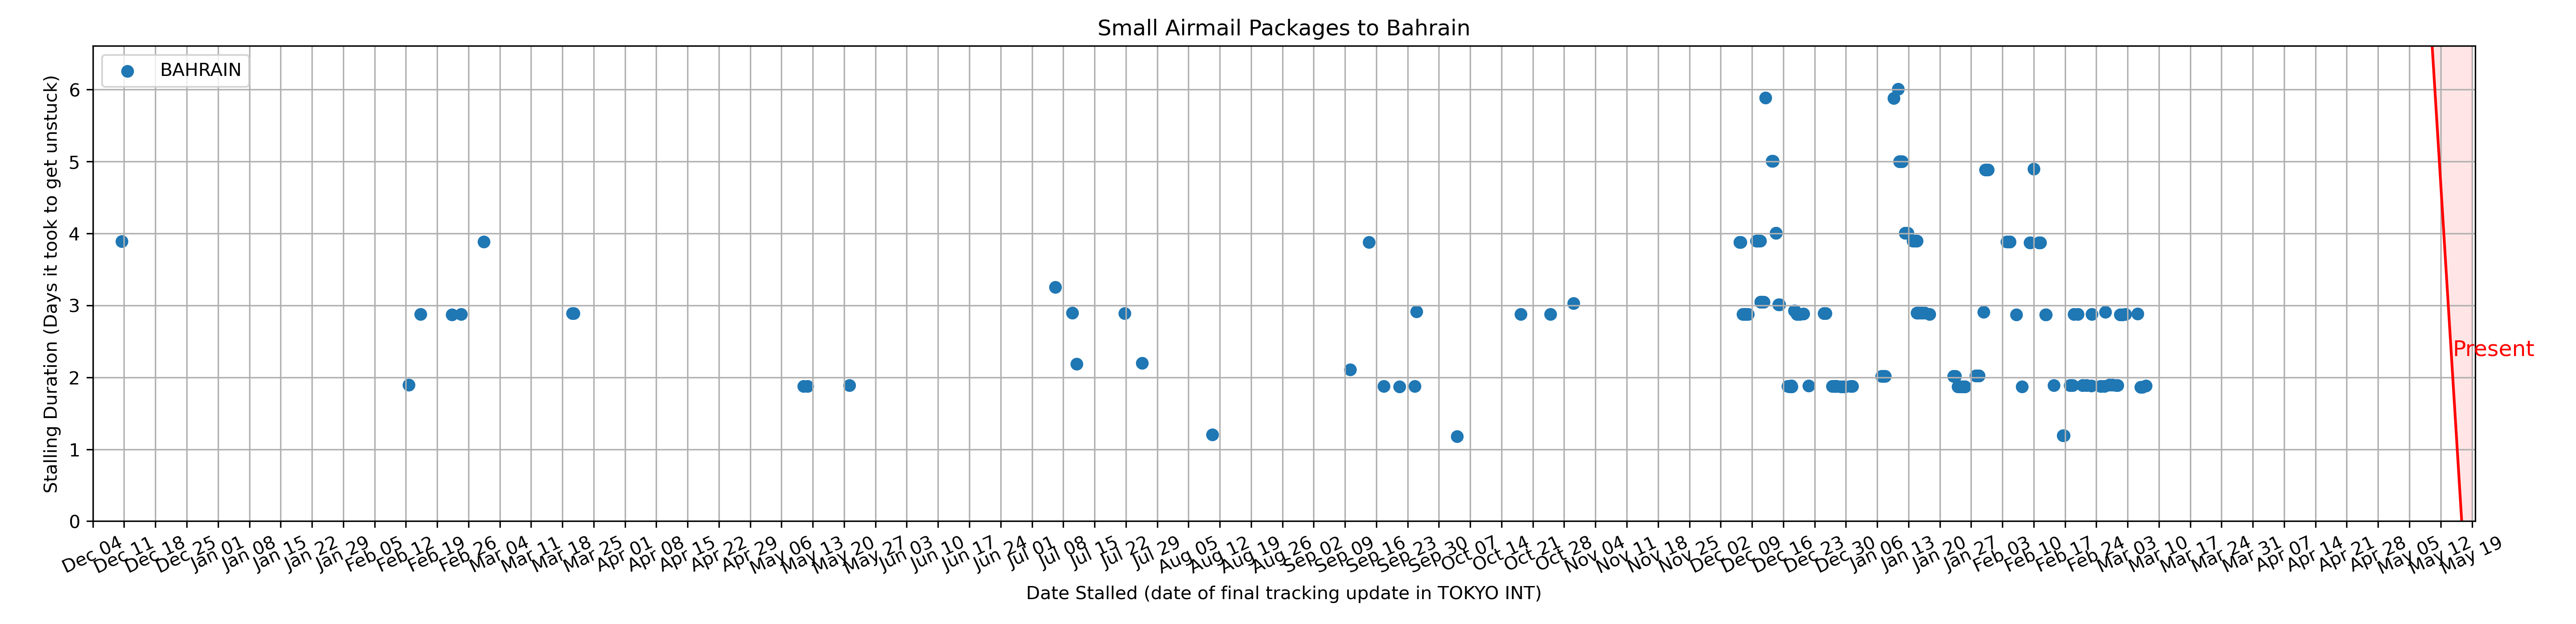 Small Airmail Packages to Bahrain
BAHRAIN
Stalling Duration (Days it took to get unstuck)
6
5
4
3
2
1
0
Present
Dec 04
Dec 11
Dec 18
Dec 25
Jan 01
Jan 08
Jan 15
Jan 22
Jan 29
Feb 05
Feb 12
Feb 19
Feb 26
Mar 04
Mar 11
Mar 18
Mar 25
Apr 01
Apr 08
Apr 15
Apr 22
Apr 29
May 06
May 13
May 20
May 27
Jun 03
Jun 10
Jun 17
Jun 24
Jul 01
Jul 08
Jul 15
Jul 22
Jul 29
Aug 05
Aug 12
Aug 19
Aug 26
Sep 02
Sep 09
Sep 16
Sep 23
Sep 30
Oct 07
Oct 14
Oct 21
Oct 28
Nov 04
Nov 11
Nov 18
Nov 25
Dec 02
Dec 09
Dec 16
Dec 23
Dec 30
Jan 06
Jan 13
Jan 20
Jan 27
Feb 03
Feb 10
Feb 17
Feb 24
Mar 03
Mar 10
Mar 17
Mar 24
Mar 31
Apr 07
Apr 14
Apr 21
Apr 28
May 05
May 12
May 19
Date Stalled (date of final tracking update in TOKYO INT)